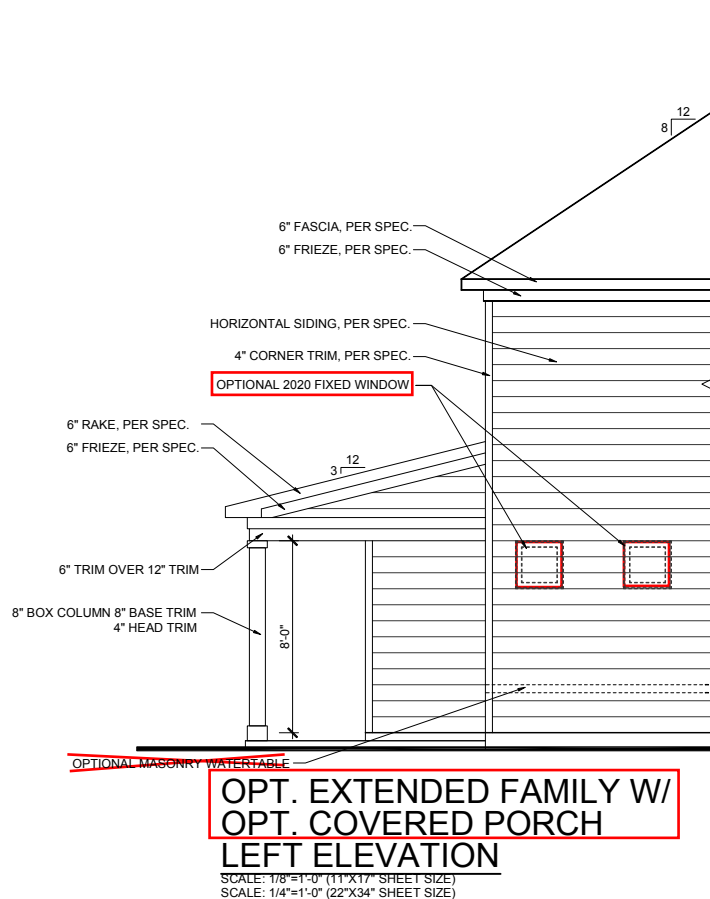 12
8
6" FASCIA, PER SPEC.
6" FRIEZE, PER SPEC.
HORIZONTAL SIDING, PER SPEC.
4" CORNER TRIM, PER SPEC.
OPTIONAL 2020 FIXED WINDOW
6" RAKE, PER SPEC.
6" FRIEZE, PER SPEC.
12
3
6" TRIM OVER 12" TRIM
8" BOX COLUMN 8" BASE TRIM
4" HEAD TRIM
8'-0"
OPTIONAL MASONRY WATERTABLE
OPT. EXTENDED FAMILY W/
OPT. COVERED PORCH
LEFT ELEVATION
SCALE: 1/8"=1'-0" (11"X17" SHEET SIZE)
SCALE: 1/4"=1'-0" (22"X34" SHEET SIZE)